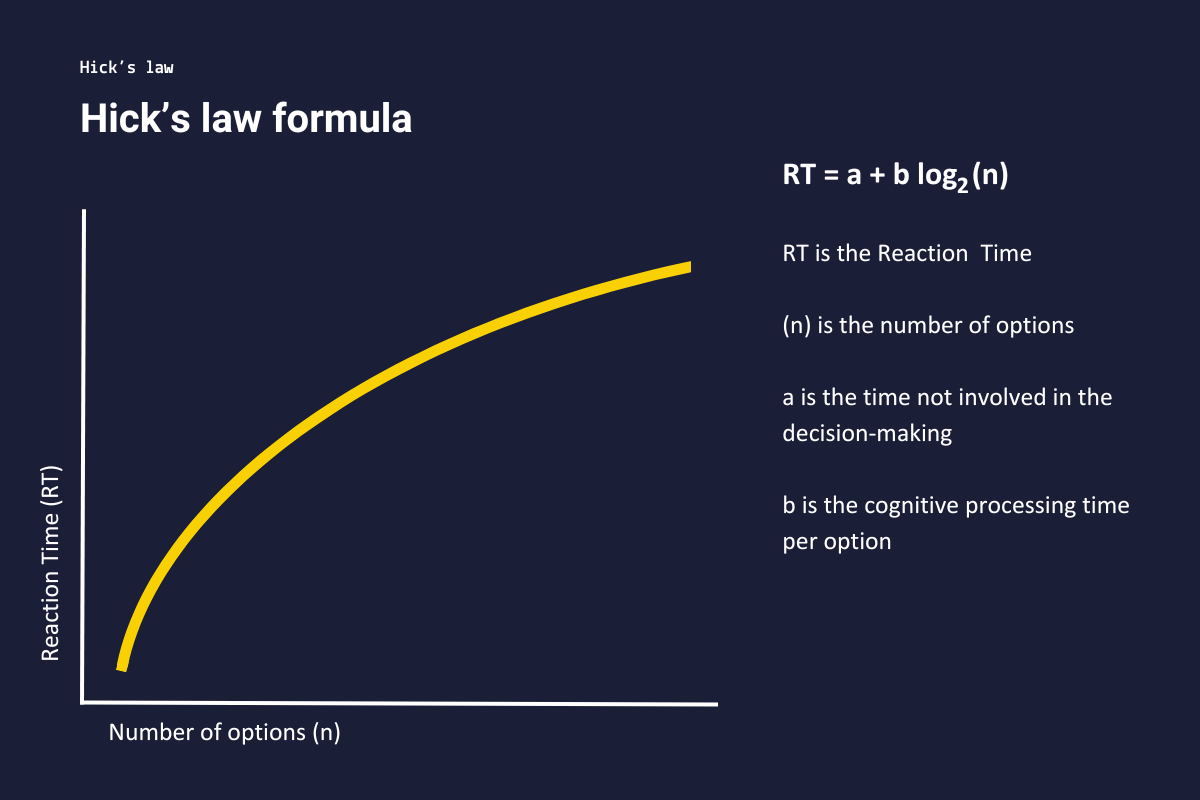 Hick’s law
Hick’s law formula
RT = a + b log₂(n)
RT is the Reaction  Time
(n) is the number of options
a is the time not involved in the
decision-making
b is the cognitive processing time
per option
Reaction Time (RT)
Number of options (n)